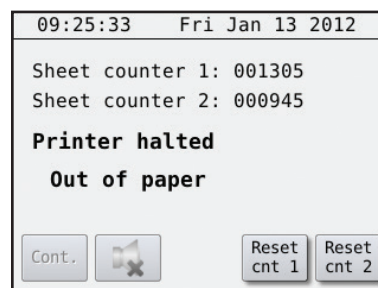 09:25:33 Fri Jan 13 2012
Sheet counter 1: 001305
Sheet counter 2: 000945
Printer halted
Out of paper
Cont.
Reset cnt 1
Reset cnt 2